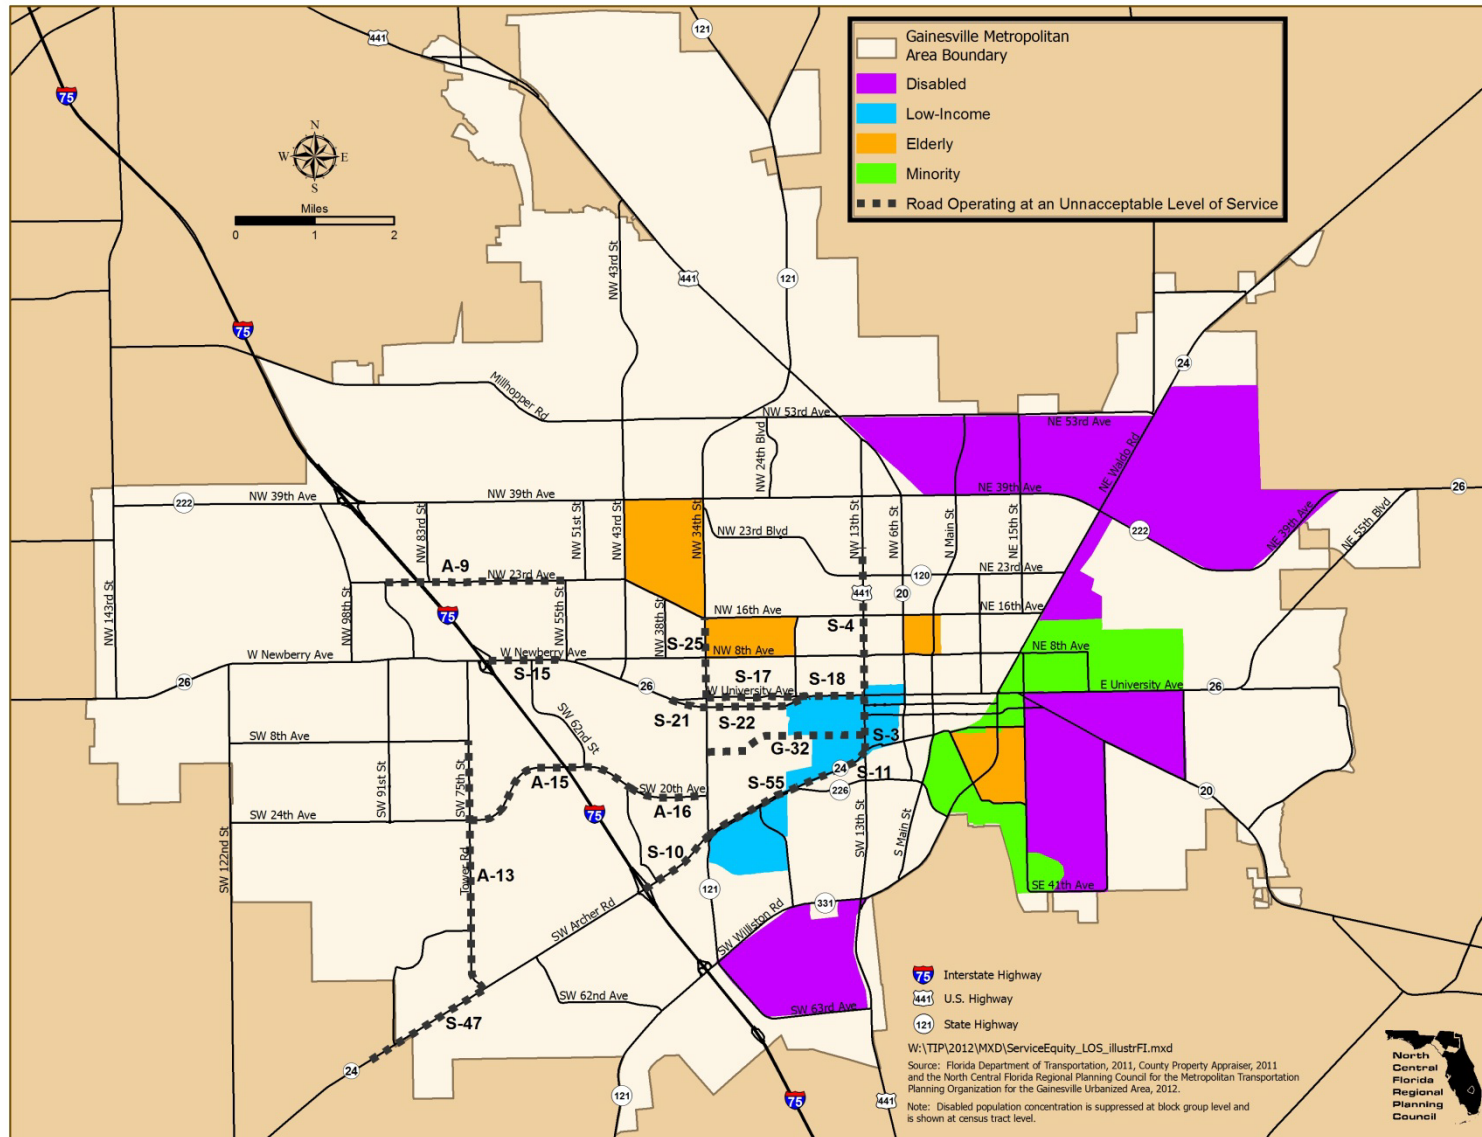 441
121
75
N
W
E
S
Miles
0
1
2
Gainesville Metropolitan
Area Boundary
Disabled
Low-Income
Elderly
Minority
Road Operating at an Unnacceptable Level of Service
NW 43rd St
441
121
75
24
Millhopper Rd
NW 53rd Ave
NE 53rd Ave
NW 24th Blvd
NE Waldo Rd
222
NW 39th Ave
NW 39th Ave
NE 39th Ave
26
NW 83rd St
NW 51st St
NW 43rd St
NW 34th St
NW 23rd Blvd
NW 13th St
NW 6th St
N Main St
NE 15th St
222
NE 39th Ave
NE 55th Blvd
A-9
NW 23rd Ave
120
NE 23rd Ave
NW 143rd St
NW 98th St
75
NW 55th St
NW 38th St
441
20
NW 16th Ave
NE 16th Ave
S-25
S-4
W Newberry Ave
W Newberry Ave
NW 8th Ave
NE 8th Ave
S-15
26
26
S-17
S-18
W University Ave
E University Ave
26
S-21
S-22
SW 62nd St
SW 8th Ave
G-32
S-3
SW 91st St
SW 75th St
A-15
S-55
24
S-11
SW 20th Ave
226
20
A-16
75
SW 24th Ave
SW 122nd St
S-10
SW 13th St
S Main St
Tower Rd
A-13
121
SE 41th Ave
SW Archer Rd
SW Williston Rd
331
SW 62nd Ave
SW 63rd Ave
S-47
24
121
75
441
75
Interstate Highway
441
U.S. Highway
121
State Highway
W:\TIP\2012\MXD\ServiceEquity_LOS_illustrFI.mxd
Source: Florida Department of Transportation, 2011, County Property Appraiser, 2011
and the North Central Florida Regional Planning Council for the Metropolitan Transportation
Planning Organization for the Gainesville Urbanized Area, 2012.
Note: Disabled population concentration is suppressed at block group level and
is shown at census tract level.
North
Central
Florida
Regional
Planning
Council